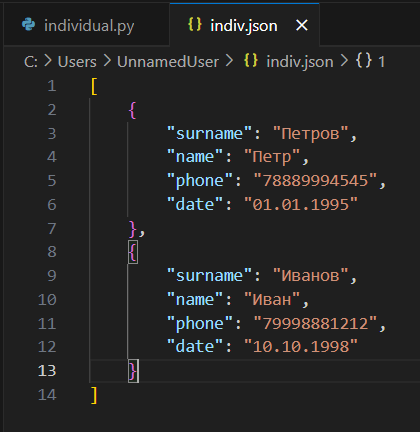 individual.py {} indiv.json ×
C: > Users > UnnamedUser > {} indiv.json > {} 1
1 [
2 {
3 "surname": "Петров",
4 "name": "Петр",
5 "phone": "78889994545",
6 "date": "01.01.1995"
7 },
8 {
9 "surname": "Иванов",
10 "name": "Иван",
11 "phone": "79998881212",
12 "date": "10.10.1998"
13 }
14 ]